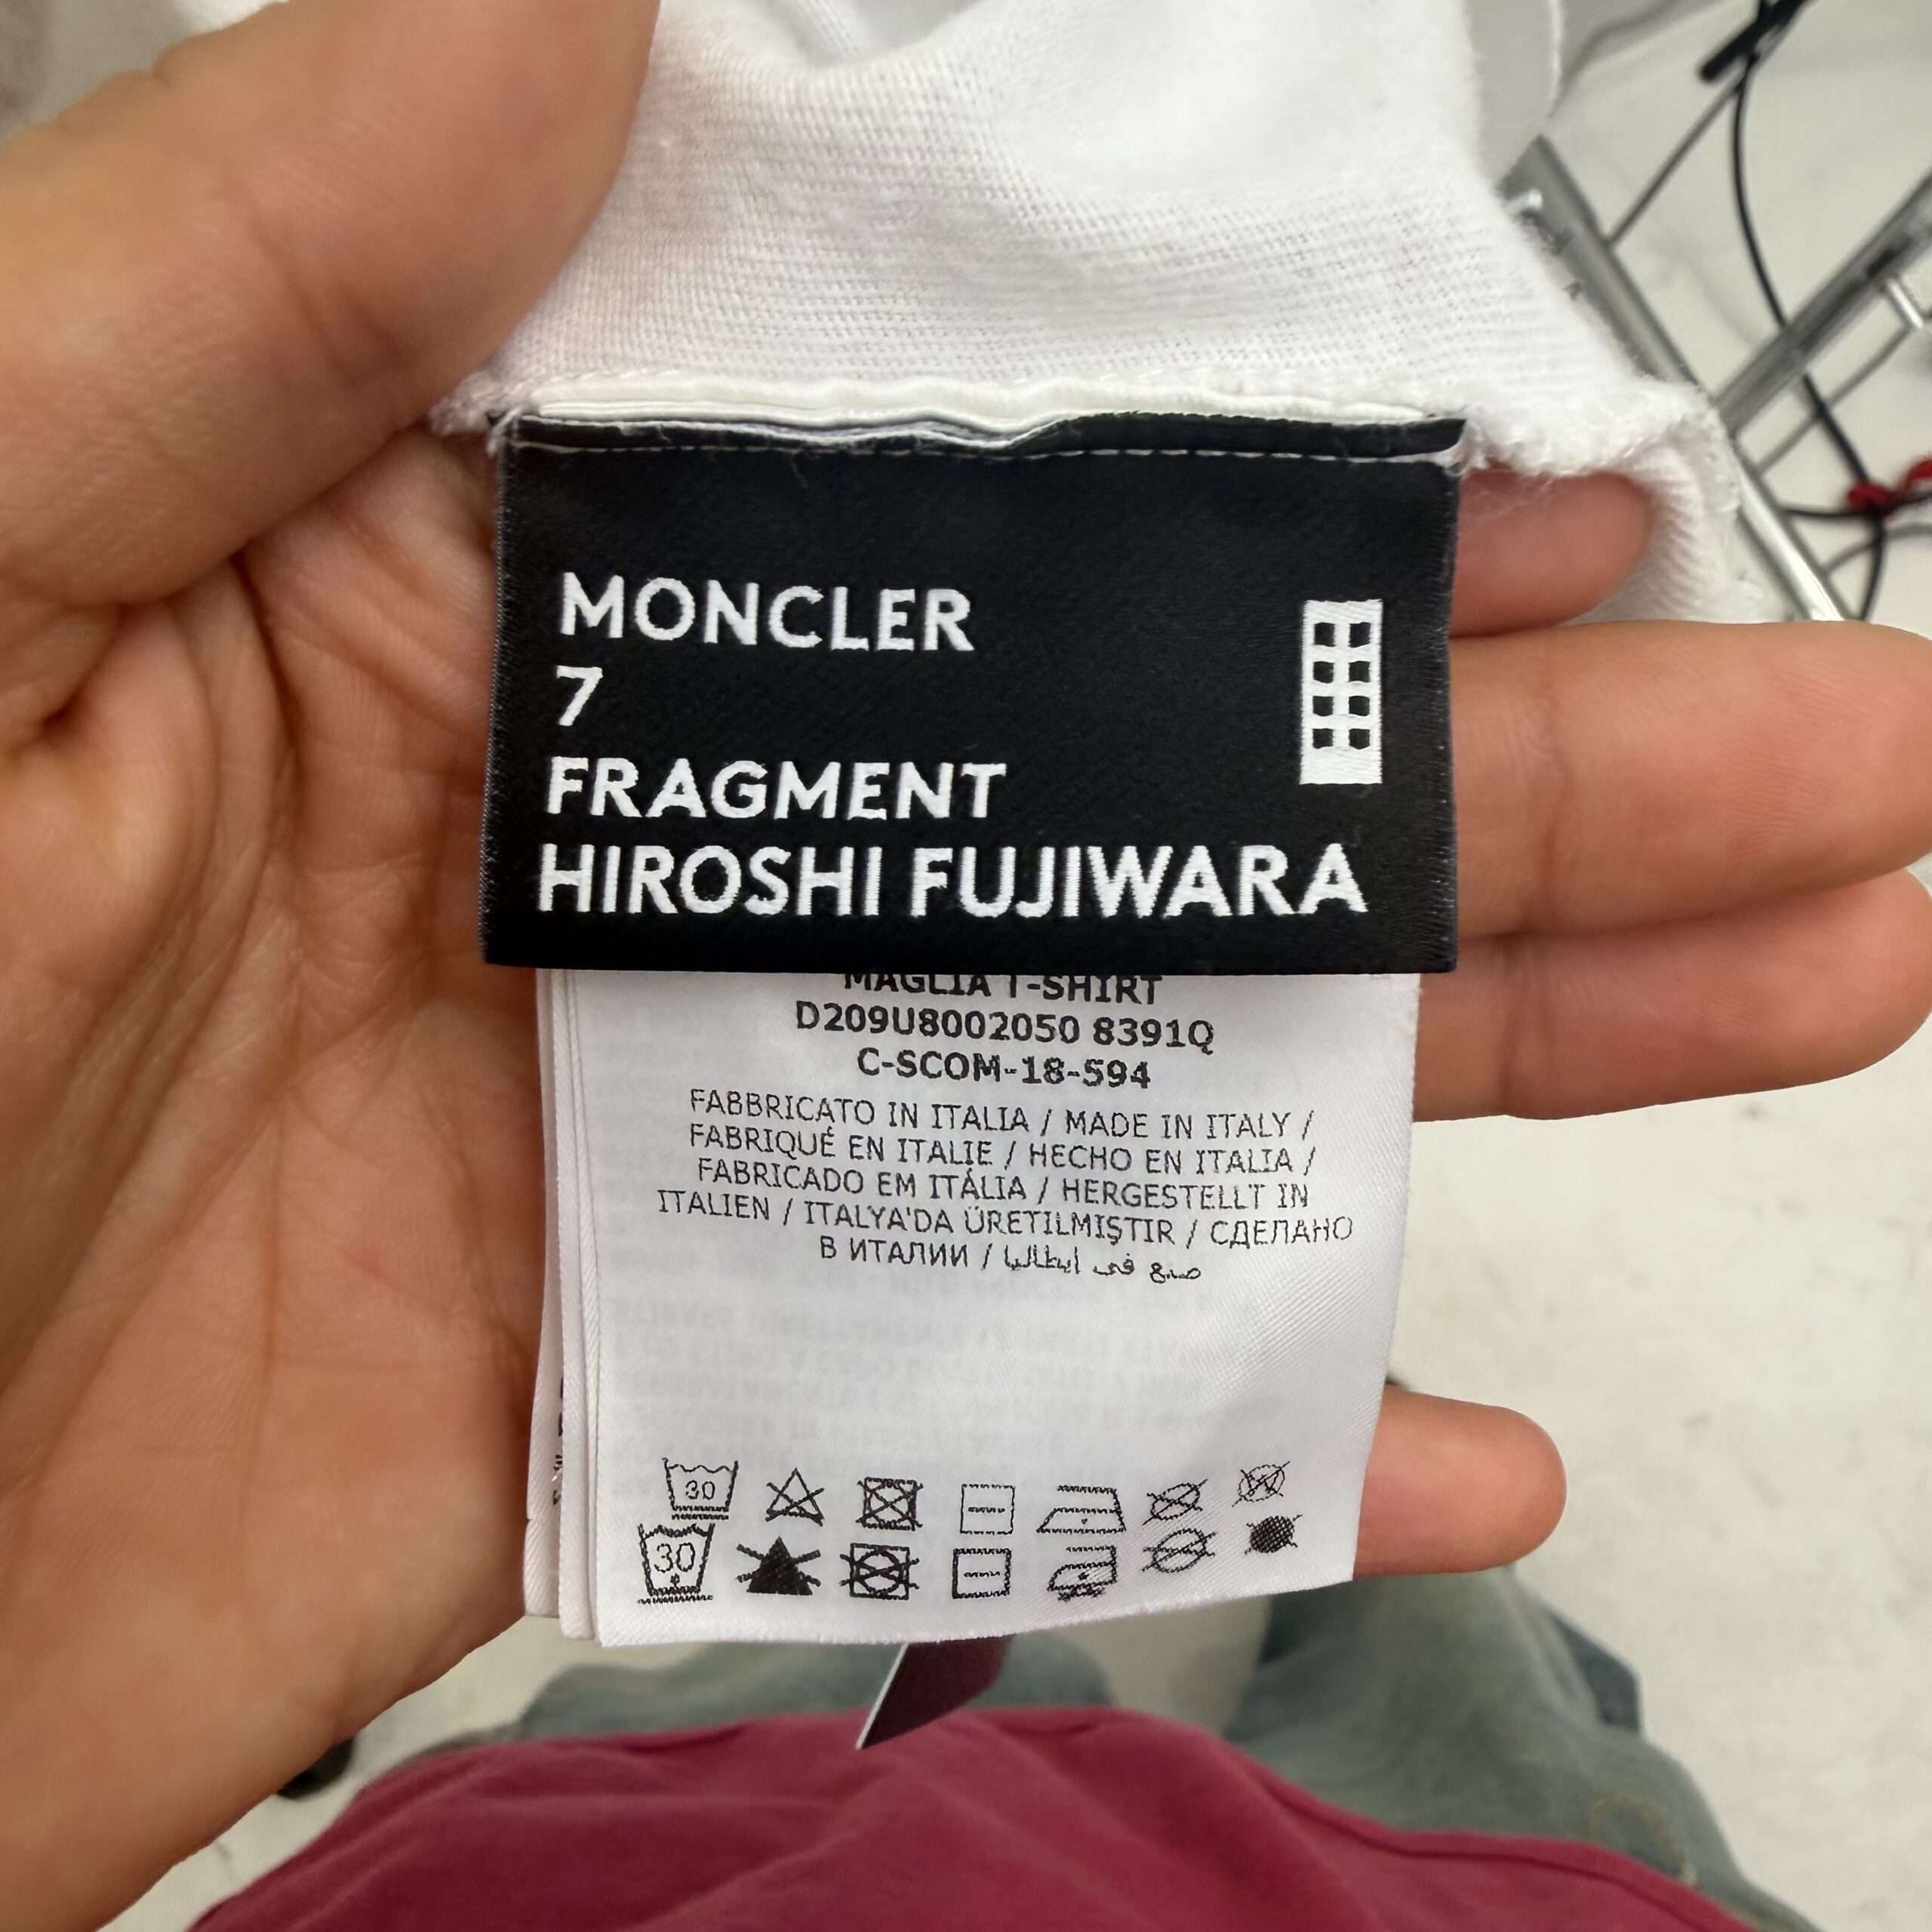 MONCLER
7
FRAGMENT
HIROSHI FUJIWARA
MAGLIA T-SHIRT
D209U8002050 8391Q
C-SCOM-18-594
FABBRICATO IN ITALIA / MADE IN ITALY /
FABRIQUÉ EN ITALIE / HECHO EN ITALIA /
FABRICADO EM ITÁLIA / HERGESTELLT IN
ITALIEN / ITALYA'DA ÜRETILMIŞTIR / СДЕЛАНО
В ИТАЛИИ / صنع في ايطاليا
30 W
30